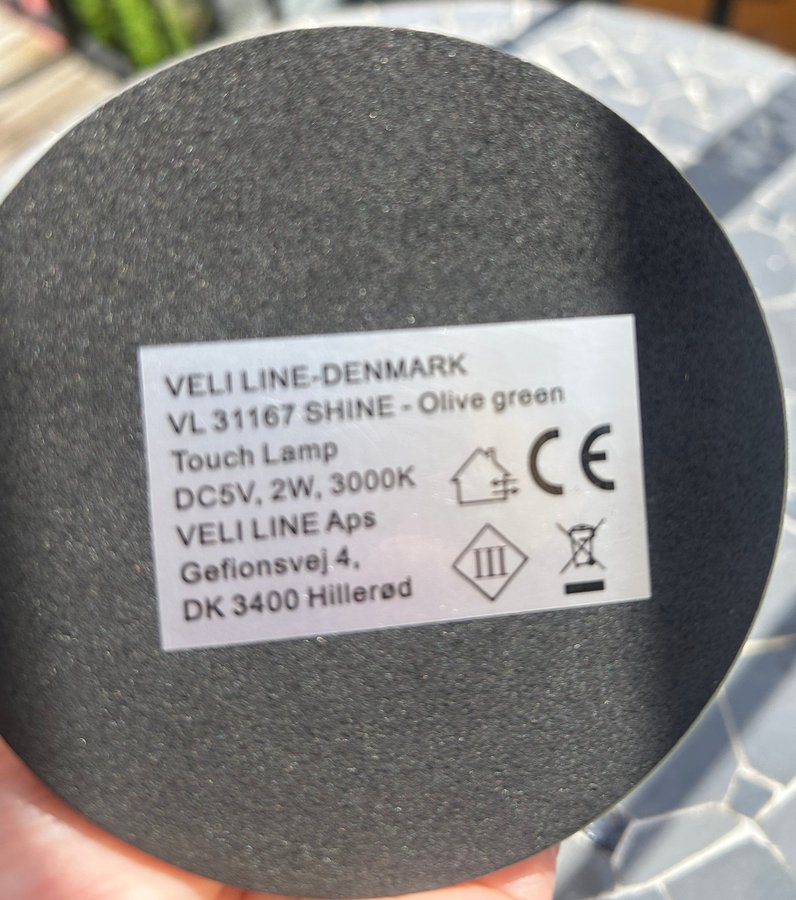 VELI LINE-DENMARK
VL 31167 SHINE - Olive green
Touch Lamp
DC5V, 2W, 3000K
VELI LINE Aps
Gefionsvej 4,
DK 3400 Hillerød
CE
III